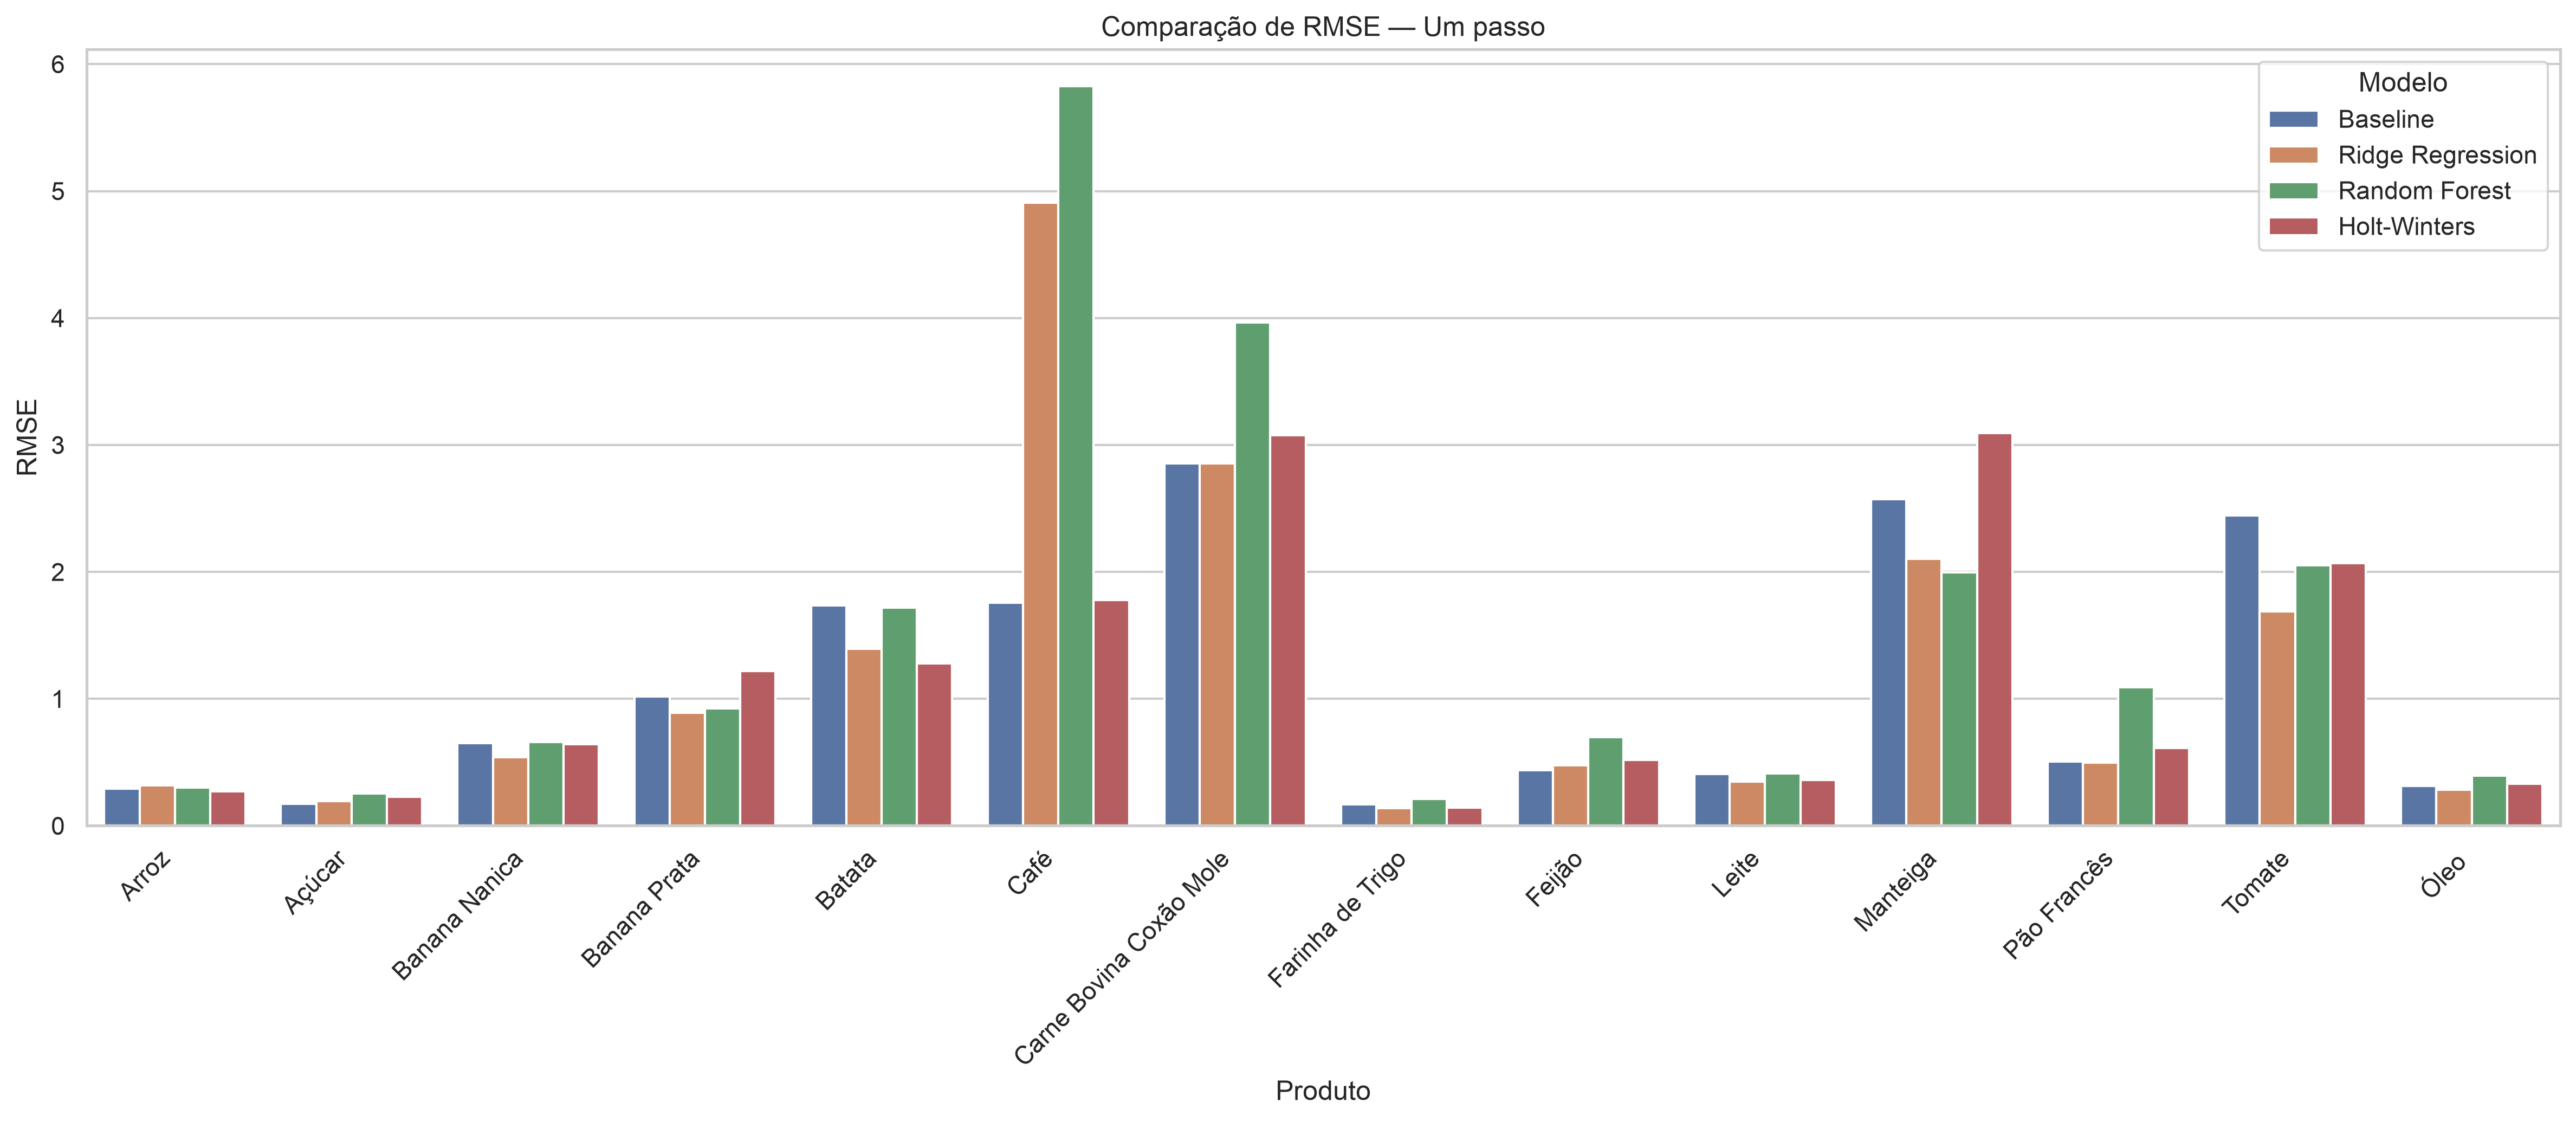 Comparação de RMSE — Um passo
6
5
4
3
2
1
0
RMSE
Modelo
Baseline
Ridge Regression
Random Forest
Holt-Winters
Arroz
Açúcar
Banana Nanica
Banana Prata
Batata
Café
Carne Bovina Coxão Mole
Farinha de Trigo
Feijão
Leite
Manteiga
Pão Francês
Tomate
Óleo
Produto